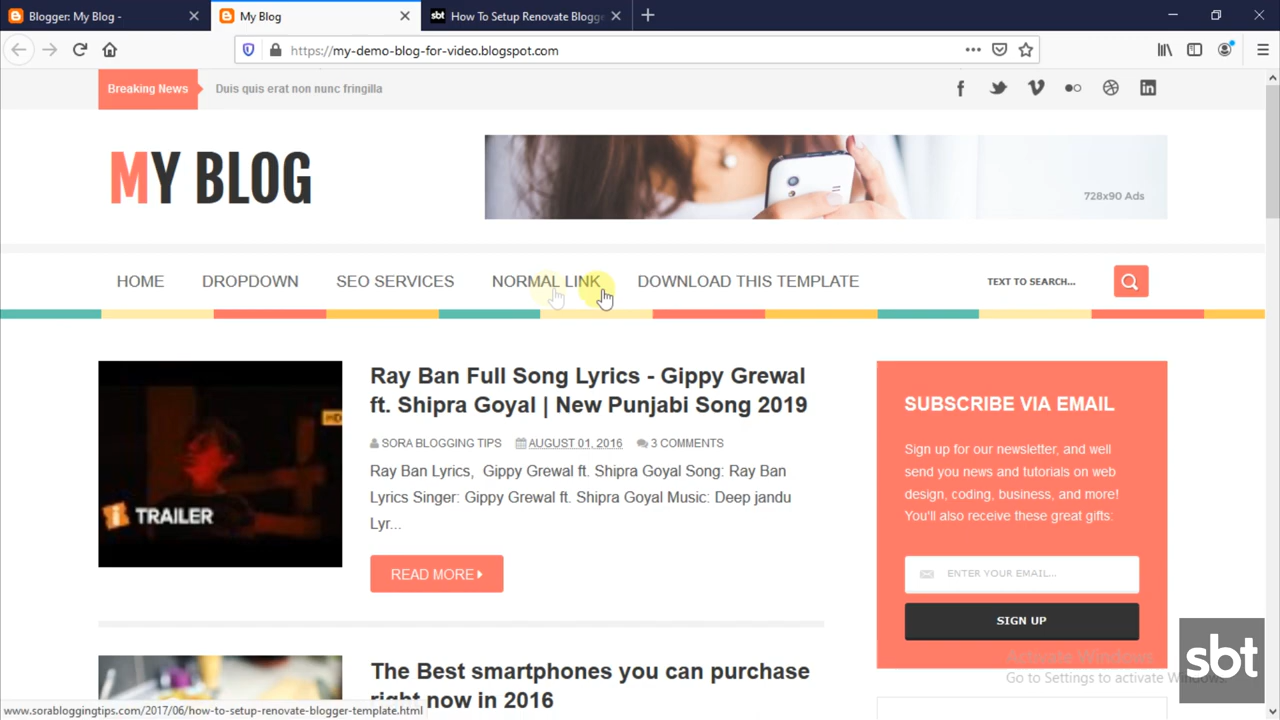 Blogger: My Blog -
My Blog
How To Setup Renovate Blogge
https://my-demo-blog-for-video.blogspot.com
Breaking News
Duis quis erat non nunc fringilla
MY BLOG
728x90 Ads
HOME
DROPDOWN
SEO SERVICES
NORMAL LINK
DOWNLOAD THIS TEMPLATE
TEXT TO SEARCH...
Ray Ban Full Song Lyrics - Gippy Grewal
ft. Shipra Goyal | New Punjabi Song 2019
SORA BLOGGING TIPS
AUGUST 01, 2016
3 COMMENTS
Ray Ban Lyrics, Gippy Grewal ft. Shipra Goyal Song: Ray Ban
Lyrics Singer: Gippy Grewal ft. Shipra Goyal Music: Deep jandu
Lyr...
READ MORE
TRAILER
HD
SUBSCRIBE VIA EMAIL
Sign up for our newsletter, and well
send you news and tutorials on web
design, coding, business, and more!
You'll also receive these great gifts:
ENTER YOUR EMAIL...
SIGN UP
The Best smartphones you can purchase
right now in 2016
Activate Windows
Go to Settings to activate Windows.
sbt
www.sorabloggingtips.com/2017/06/how-to-setup-renovate-blogger-template.html